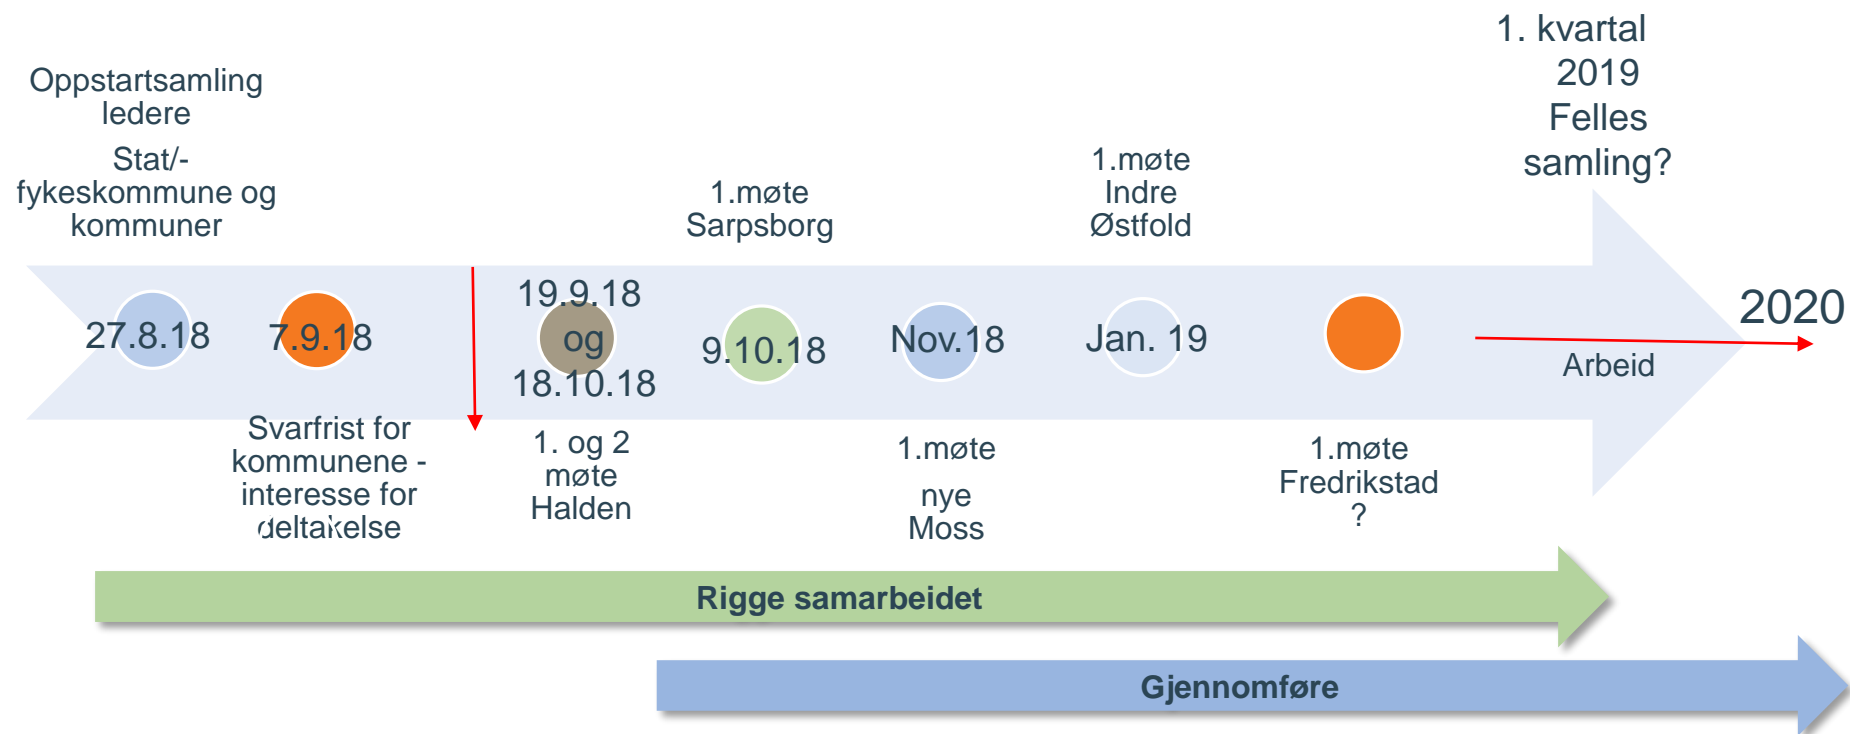 Oppstartsamling
ledere
Stat/-
fykeskommune og
kommuner
27.8.18
7.9.18
Svarfrist for
kommunene -
interesse for
deltakelse
19.9.18
og
18.10.18
1. og 2
møte
Halden
1.møte
Sarpsborg
9.10.18
Nov.18
1.møte
nye
Moss
1.møte
Indre
Østfold
Jan. 19
1.møte
Fredrikstad
?
1. kvartal
2019
Felles
samling?
Arbeid
2020
Rigge samarbeidet
Gjennomføre